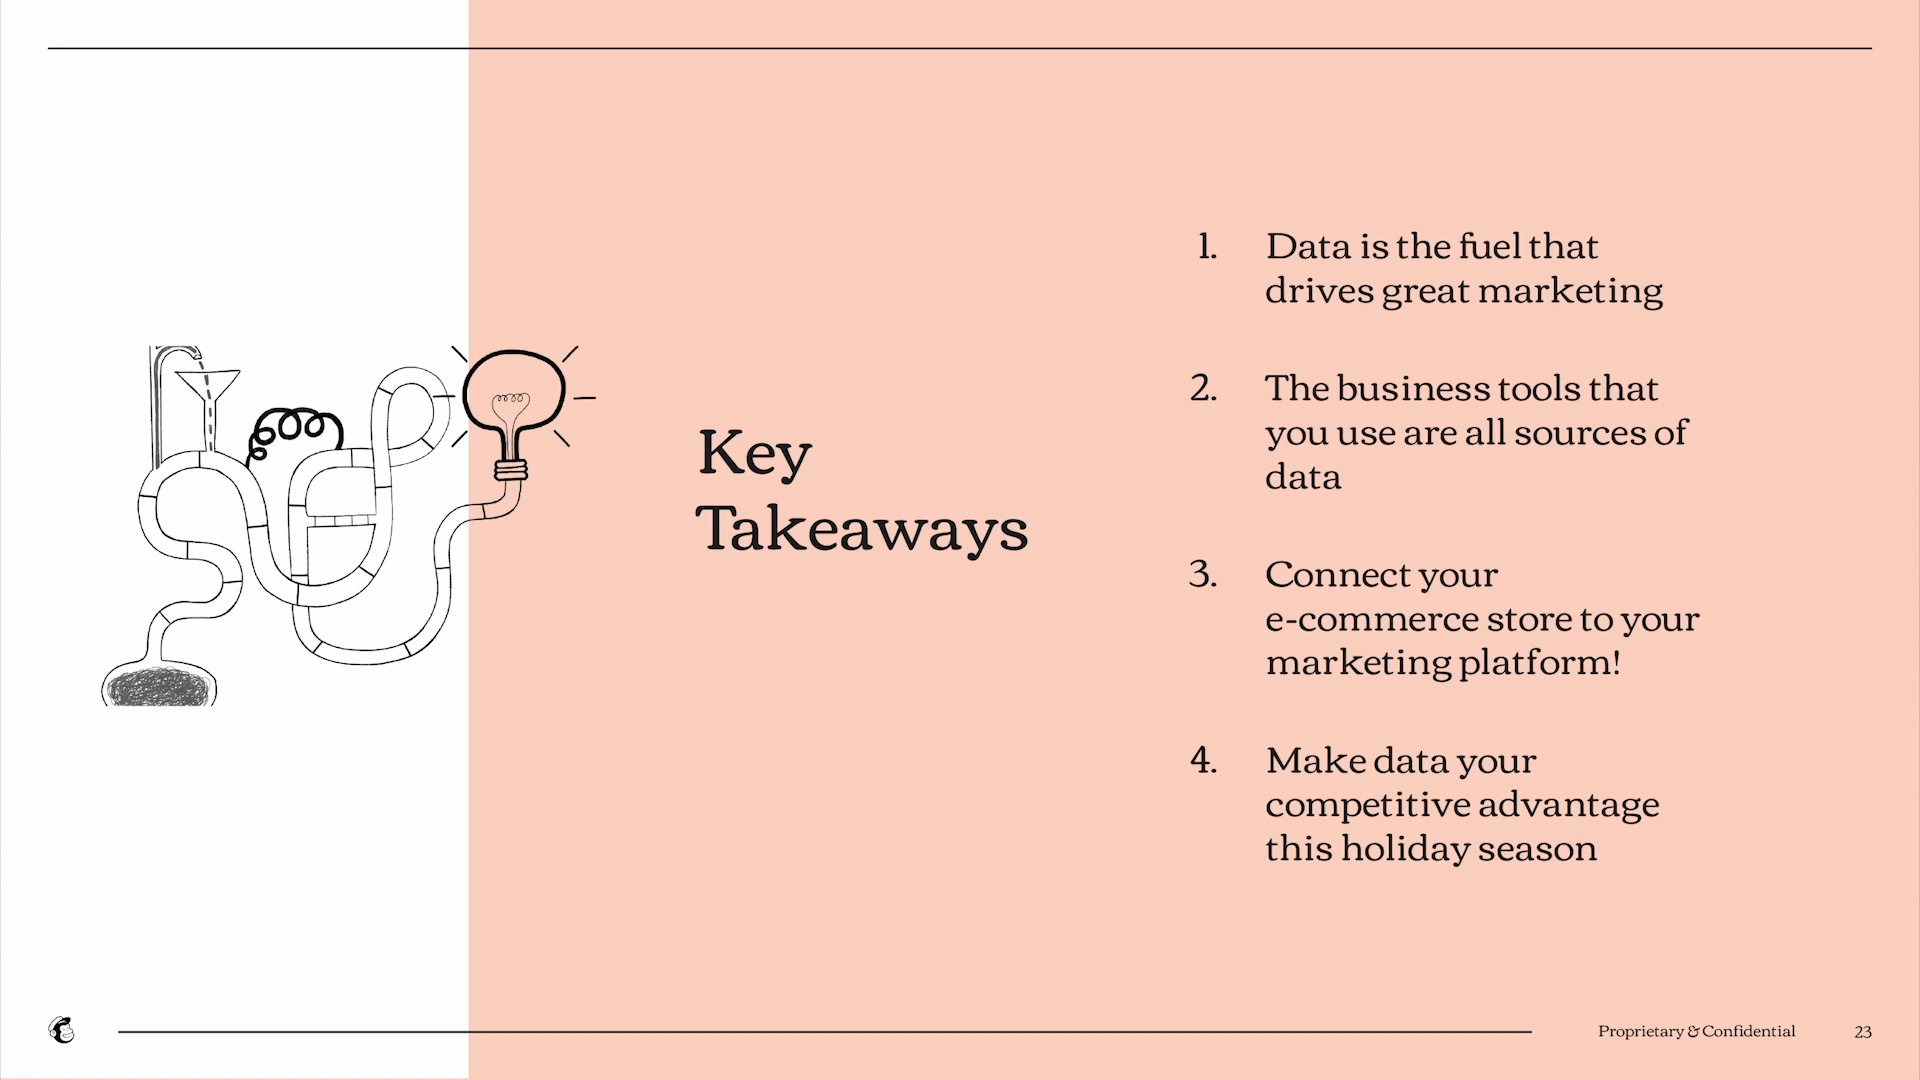 Key
Takeaways
1. Data is the fuel that
drives great marketing
2. The business tools that
you use are all sources of
data
3. Connect your
e-commerce store to your
marketing platform!
4. Make data your
competitive advantage
this holiday season
Proprietary & Confidential
23